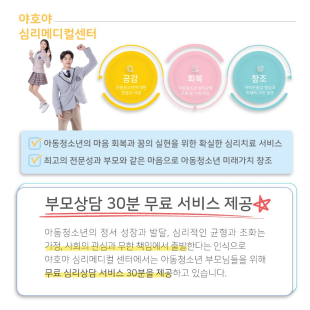 야호야
심리메디컬센터
공감
회복
창조
아동청소년의 마음 회복과 꿈의 실현을 위한 확실한 심리치료 서비스
최고의 전문성과 부모와 같은 마음으로 아동청소년 미래가치 창조
부모상담 30분 무료 서비스 제공
아동청소년의 정서 성장과 발달, 심리적인 균형과 조화는
가정, 사회의 관심과 무한 책임에서 출발한다는 인식으로
야호야 심리메디컬 센터에서는 아동청소년 부모님들을 위해
무료 심리상담 서비스 30분을 제공하고 있습니다.